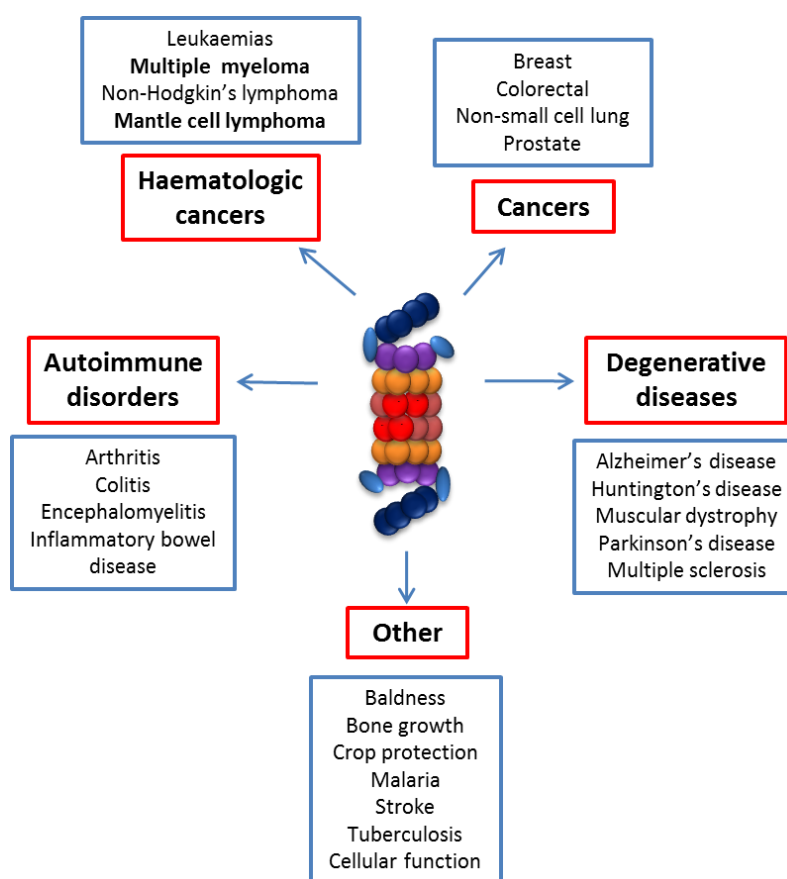 Leukaemias
Multiple myeloma
Non-Hodgkin’s lymphoma
Mantle cell lymphoma
Haematologic
cancers
Breast
Colorectal
Non-small cell lung
Prostate
Cancers
Autoimmune
disorders
Arthritis
Colitis
Encephalomyelitis
Inflammatory bowel
disease
Degenerative
diseases
Alzheimer’s disease
Huntington’s disease
Muscular dystrophy
Parkinson’s disease
Multiple sclerosis
Other
Baldness
Bone growth
Crop protection
Malaria
Stroke
Tuberculosis
Cellular function